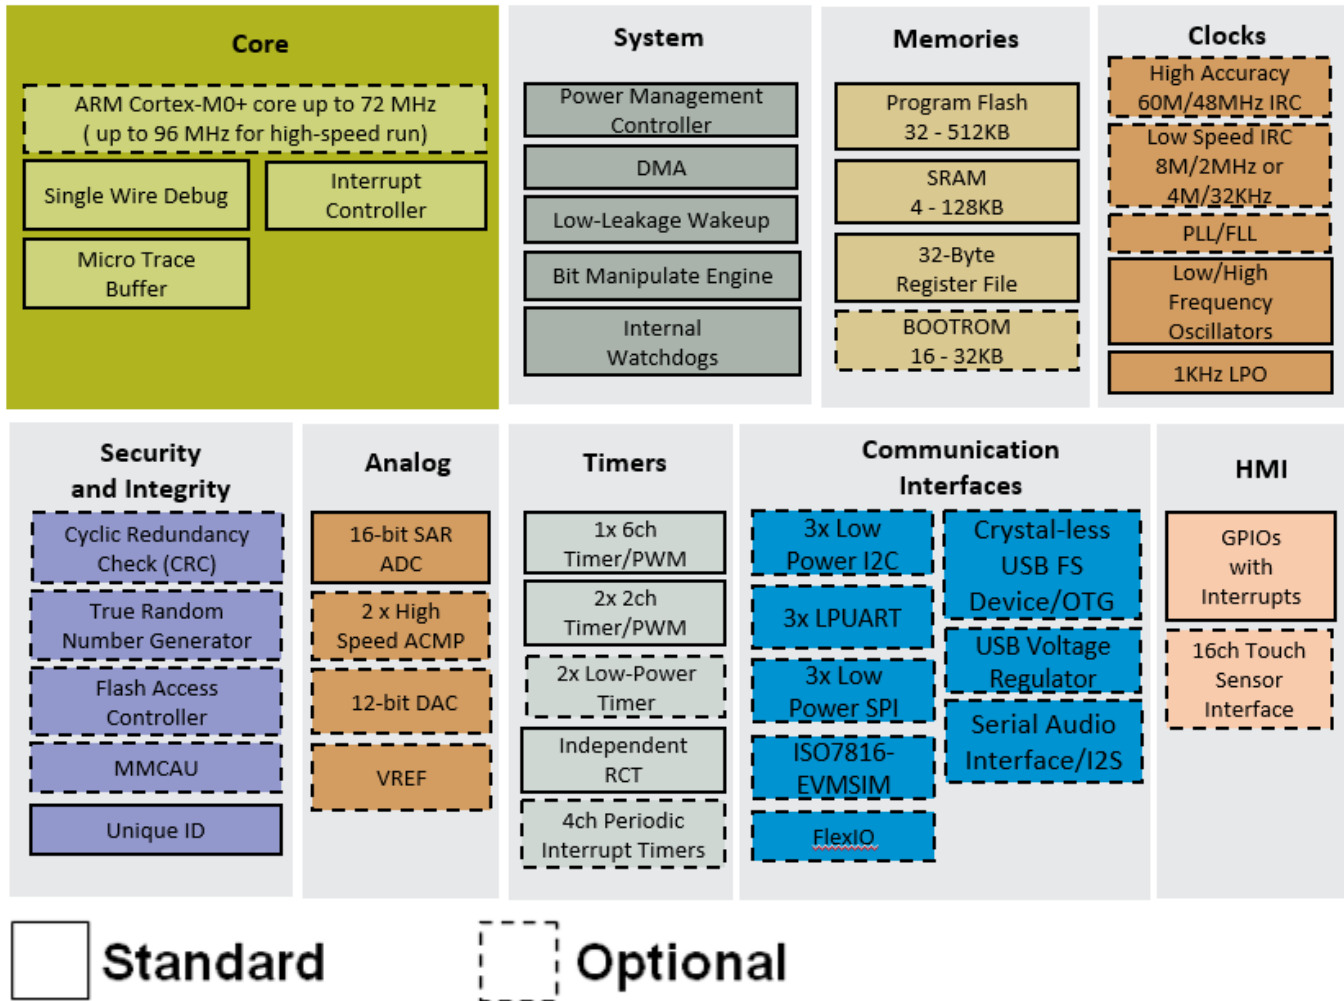 Core
ARM Cortex-M0+ core up to 72 MHz
( up to 96 MHz for high-speed run)
Single Wire Debug
Interrupt
Controller
Micro Trace
Buffer
System
Power Management
Controller
DMA
Low-Leakage Wakeup
Bit Manipulate Engine
Internal
Watchdogs
Memories
Program Flash
32 - 512KB
SRAM
4 - 128KB
32-Byte
Register File
BOOTROM
16 - 32KB
Clocks
High Accuracy
60M/48MHz IRC
Low Speed IRC
8M/2MHz or
4M/32KHz
PLL/FLL
Low/High
Frequency
Oscillators
1KHz LPO
Security
and Integrity
Cyclic Redundancy
Check (CRC)
True Random
Number Generator
Flash Access
Controller
MMCAU
Unique ID
Analog
16-bit SAR
ADC
2 x High
Speed ACMP
12-bit DAC
VREF
Timers
1x 6ch
Timer/PWM
2x 2ch
Timer/PWM
2x Low-Power
Timer
Independent
RCT
4ch Periodic
Interrupt Timers
Communication
Interfaces
3x Low
Power I2C
3x LPUART
3x Low
Power SPI
ISO7816-
EVMSIM
FlexIO
Crystal-less
USB FS
Device/OTG
USB Voltage
Regulator
Serial Audio
Interface/I2S
HMI
GPIOs
with
Interrupts
16ch Touch
Sensor
Interface
Standard
Optional